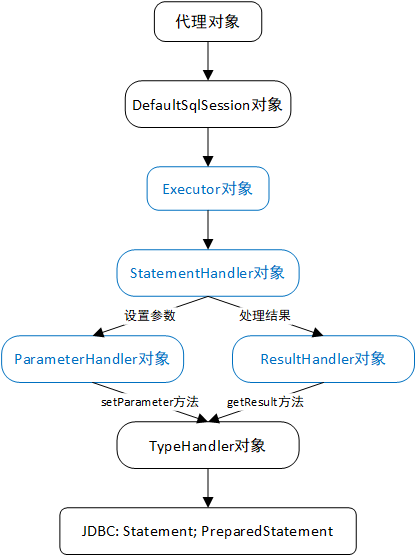 代理对象
DefaultSqlSession对象
Executor对象
StatementHandler对象
设置参数
处理结果
ParameterHandler对象
ResultHandler对象
setParameter方法
getResult方法
TypeHandler对象
JDBC: Statement; PreparedStatement